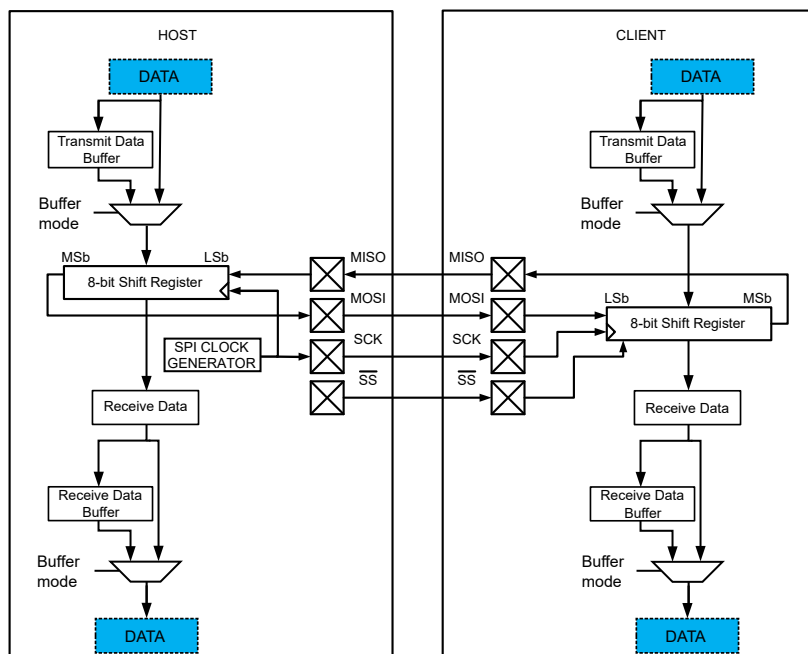 HOST
DATA
Transmit Data
Buffer
Buffer
mode
MSb
LSb
8-bit Shift Register
SPI CLOCK
GENERATOR
Receive Data
Receive Data
Buffer
Buffer
mode
DATA
MISO
MOSI
SCK
SS
MISO
MOSI
SCK
SS
CLIENT
DATA
Transmit Data
Buffer
Buffer
mode
LSb
MSb
8-bit Shift Register
Receive Data
Receive Data
Buffer
Buffer
mode
DATA